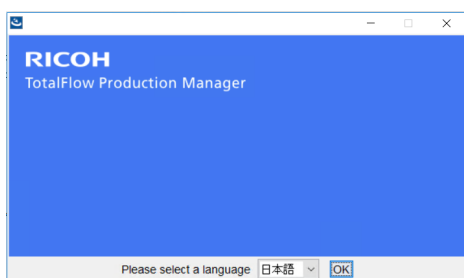 RICOH
TotalFlow Production Manager
Please select a language 日本語 OK